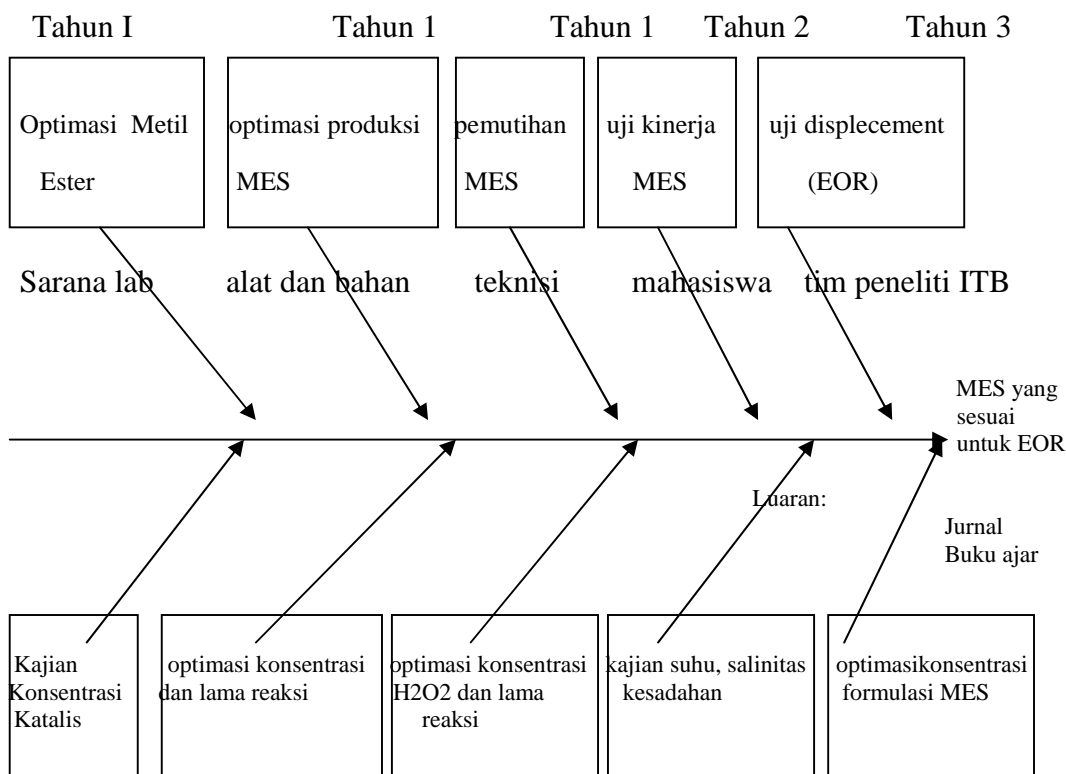 Tahun I Tahun 1 Tahun 1 Tahun 2 Tahun 3
Optimasi Metil
Ester
optimasi produksi
MES
pemutihan
MES
uji kinerja
MES
uji displecement
(EOR)
Sarana lab alat dan bahan teknisi mahasiswa tim peneliti ITB
MES yang
sesuai
untuk EOR
Luaran:
Jurnal
Buku ajar
Kajian
Konsentrasi
Katalis
optimasi konsentrasi
dan lama reaksi
optimasi konsentrasi
H2O2 dan lama
reaksi
kajian suhu, salinitas
kesadahan
optimasikonsentrasi
formulasi MES